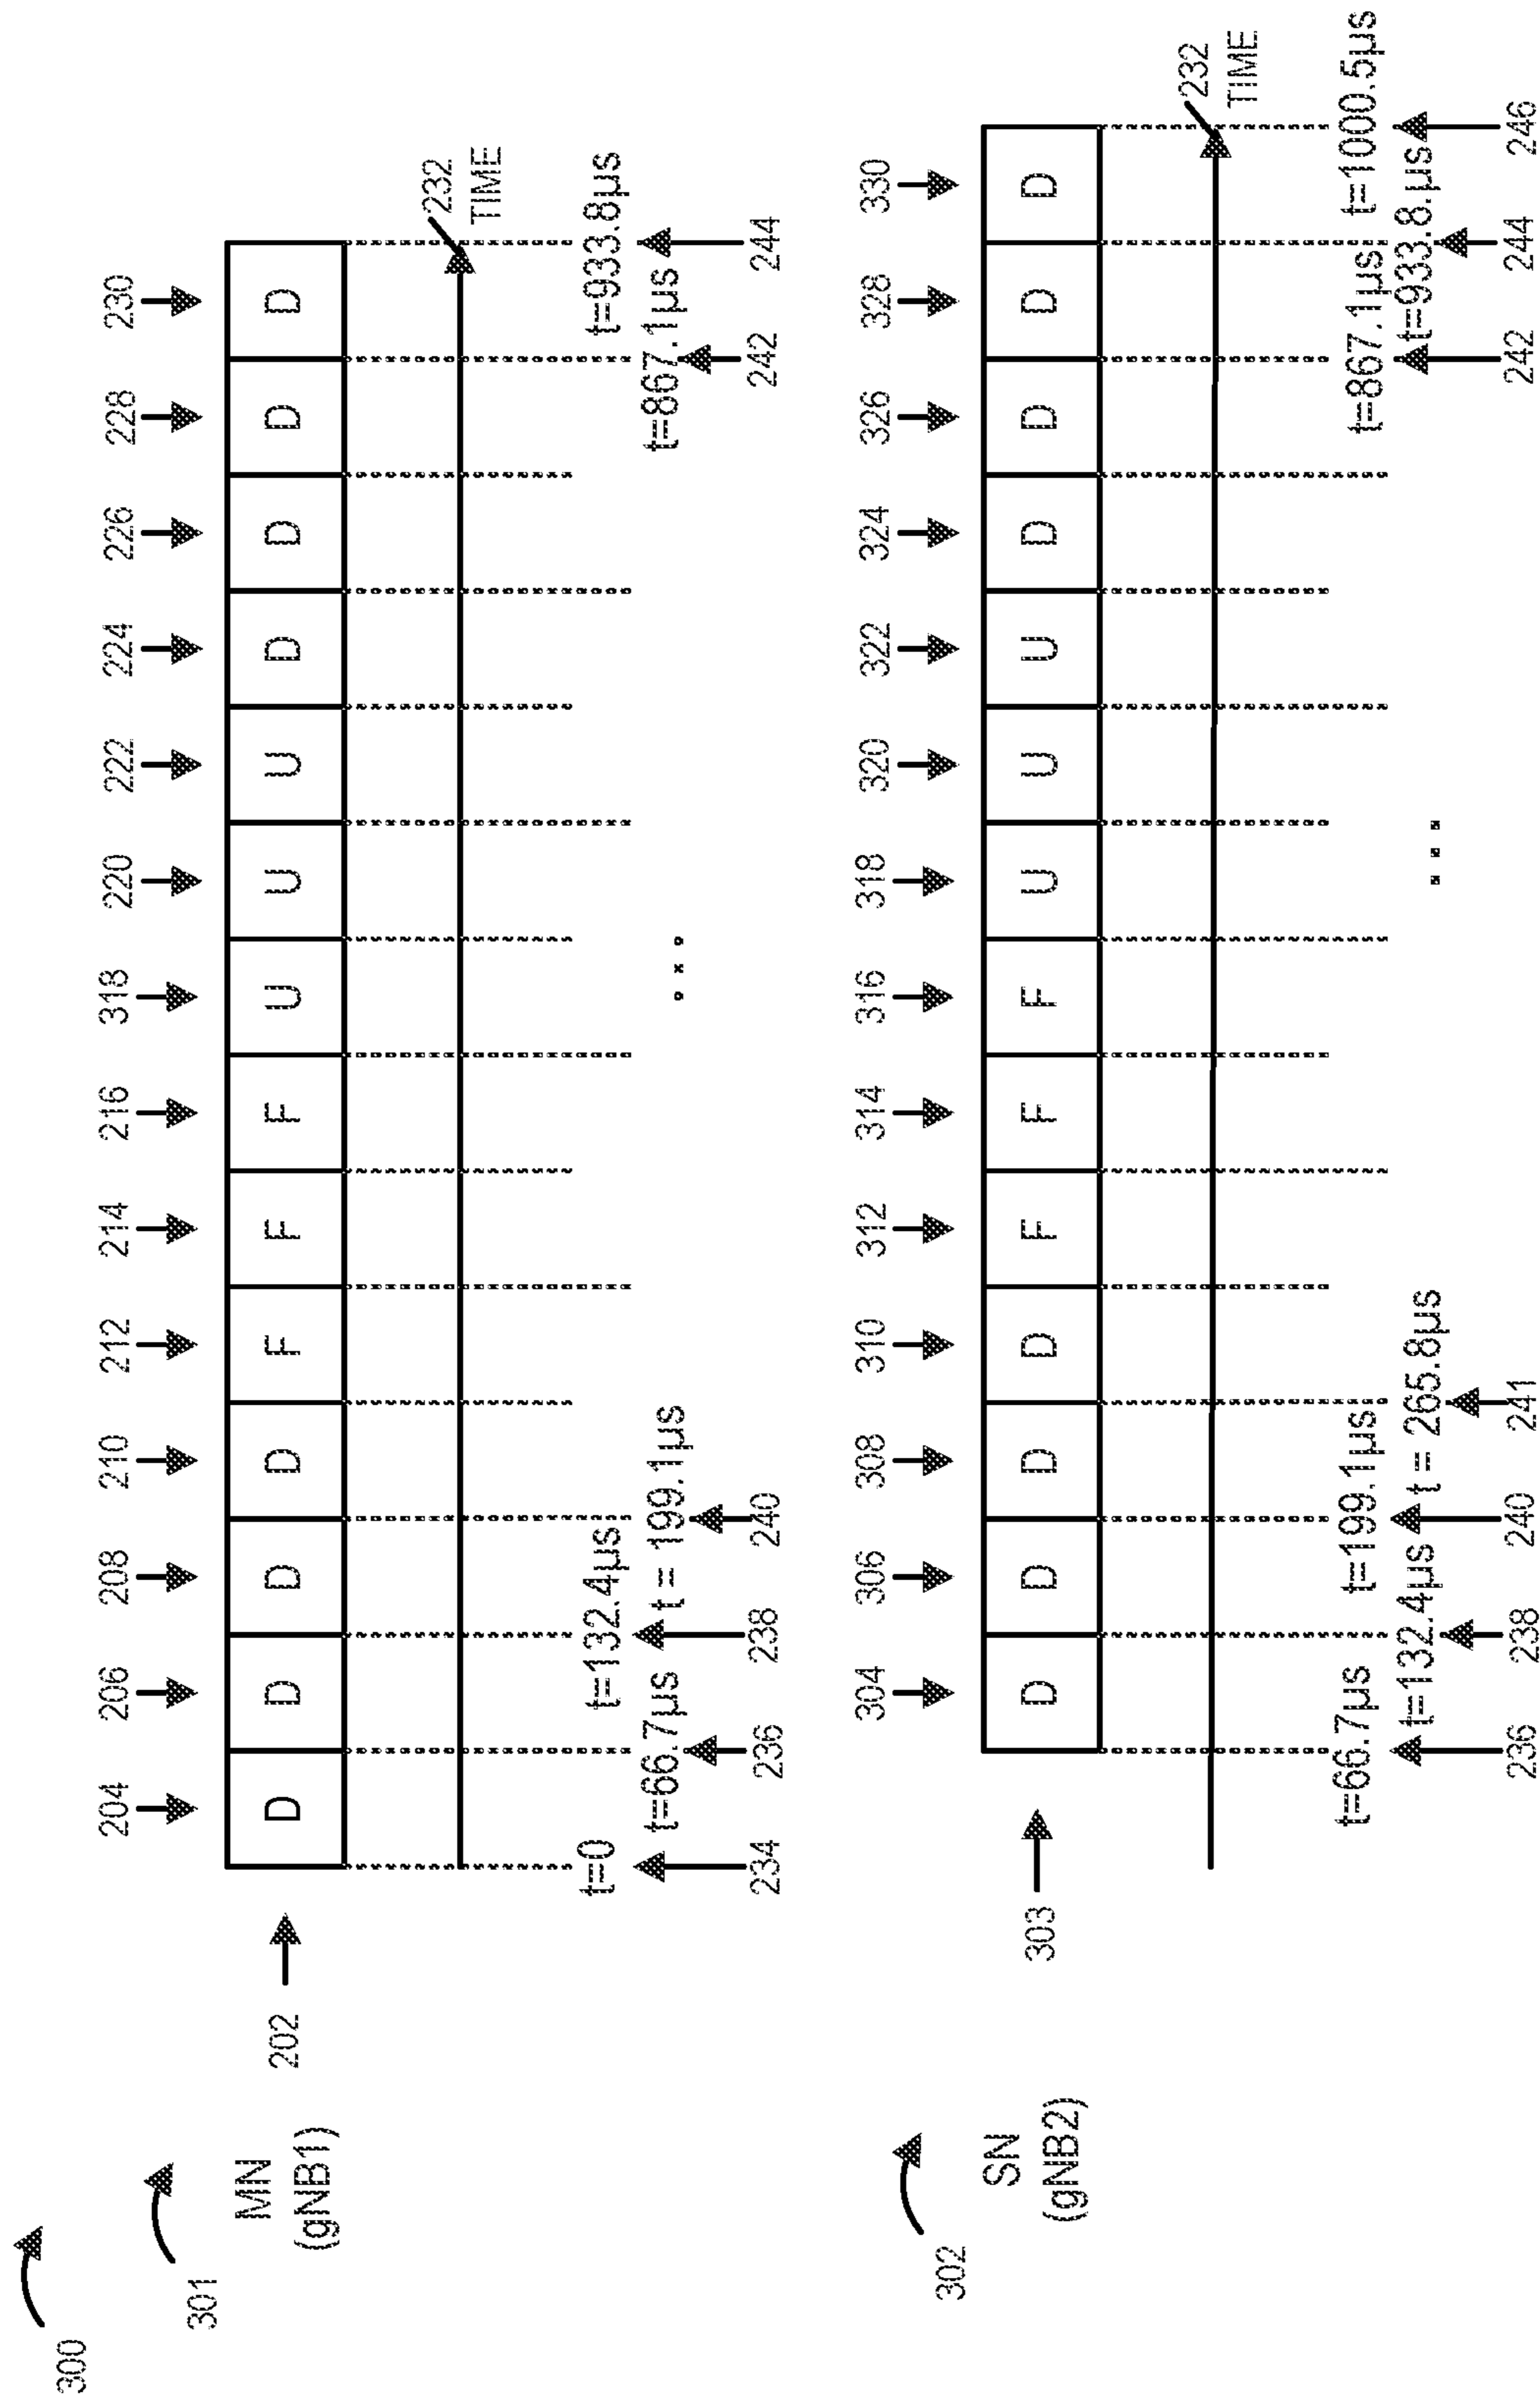 300
301
MN
(gNB1)
202
204 206 208 210 212 214 216 318 220 222 224 226 228 230
D D D D F F F U U U D D D D
232
TIME
t=0 t=132.4µs t=933.8µs
t=66.7µs t = 199.1µs ... t=867.1µs
234 236 238 240 242 244
302
SN
(gNB2)
303
304 306 308 310 312 314 316 318 320 322 324 326 328 330
D D D D F F F U U U D D D D
232
TIME
t=66.7µs t=199.1µs t=867.1µs t=1000.5µs
t=132.4µs t = 265.8µs ... t=933.8.µs
236 238 240 241 242 244 246